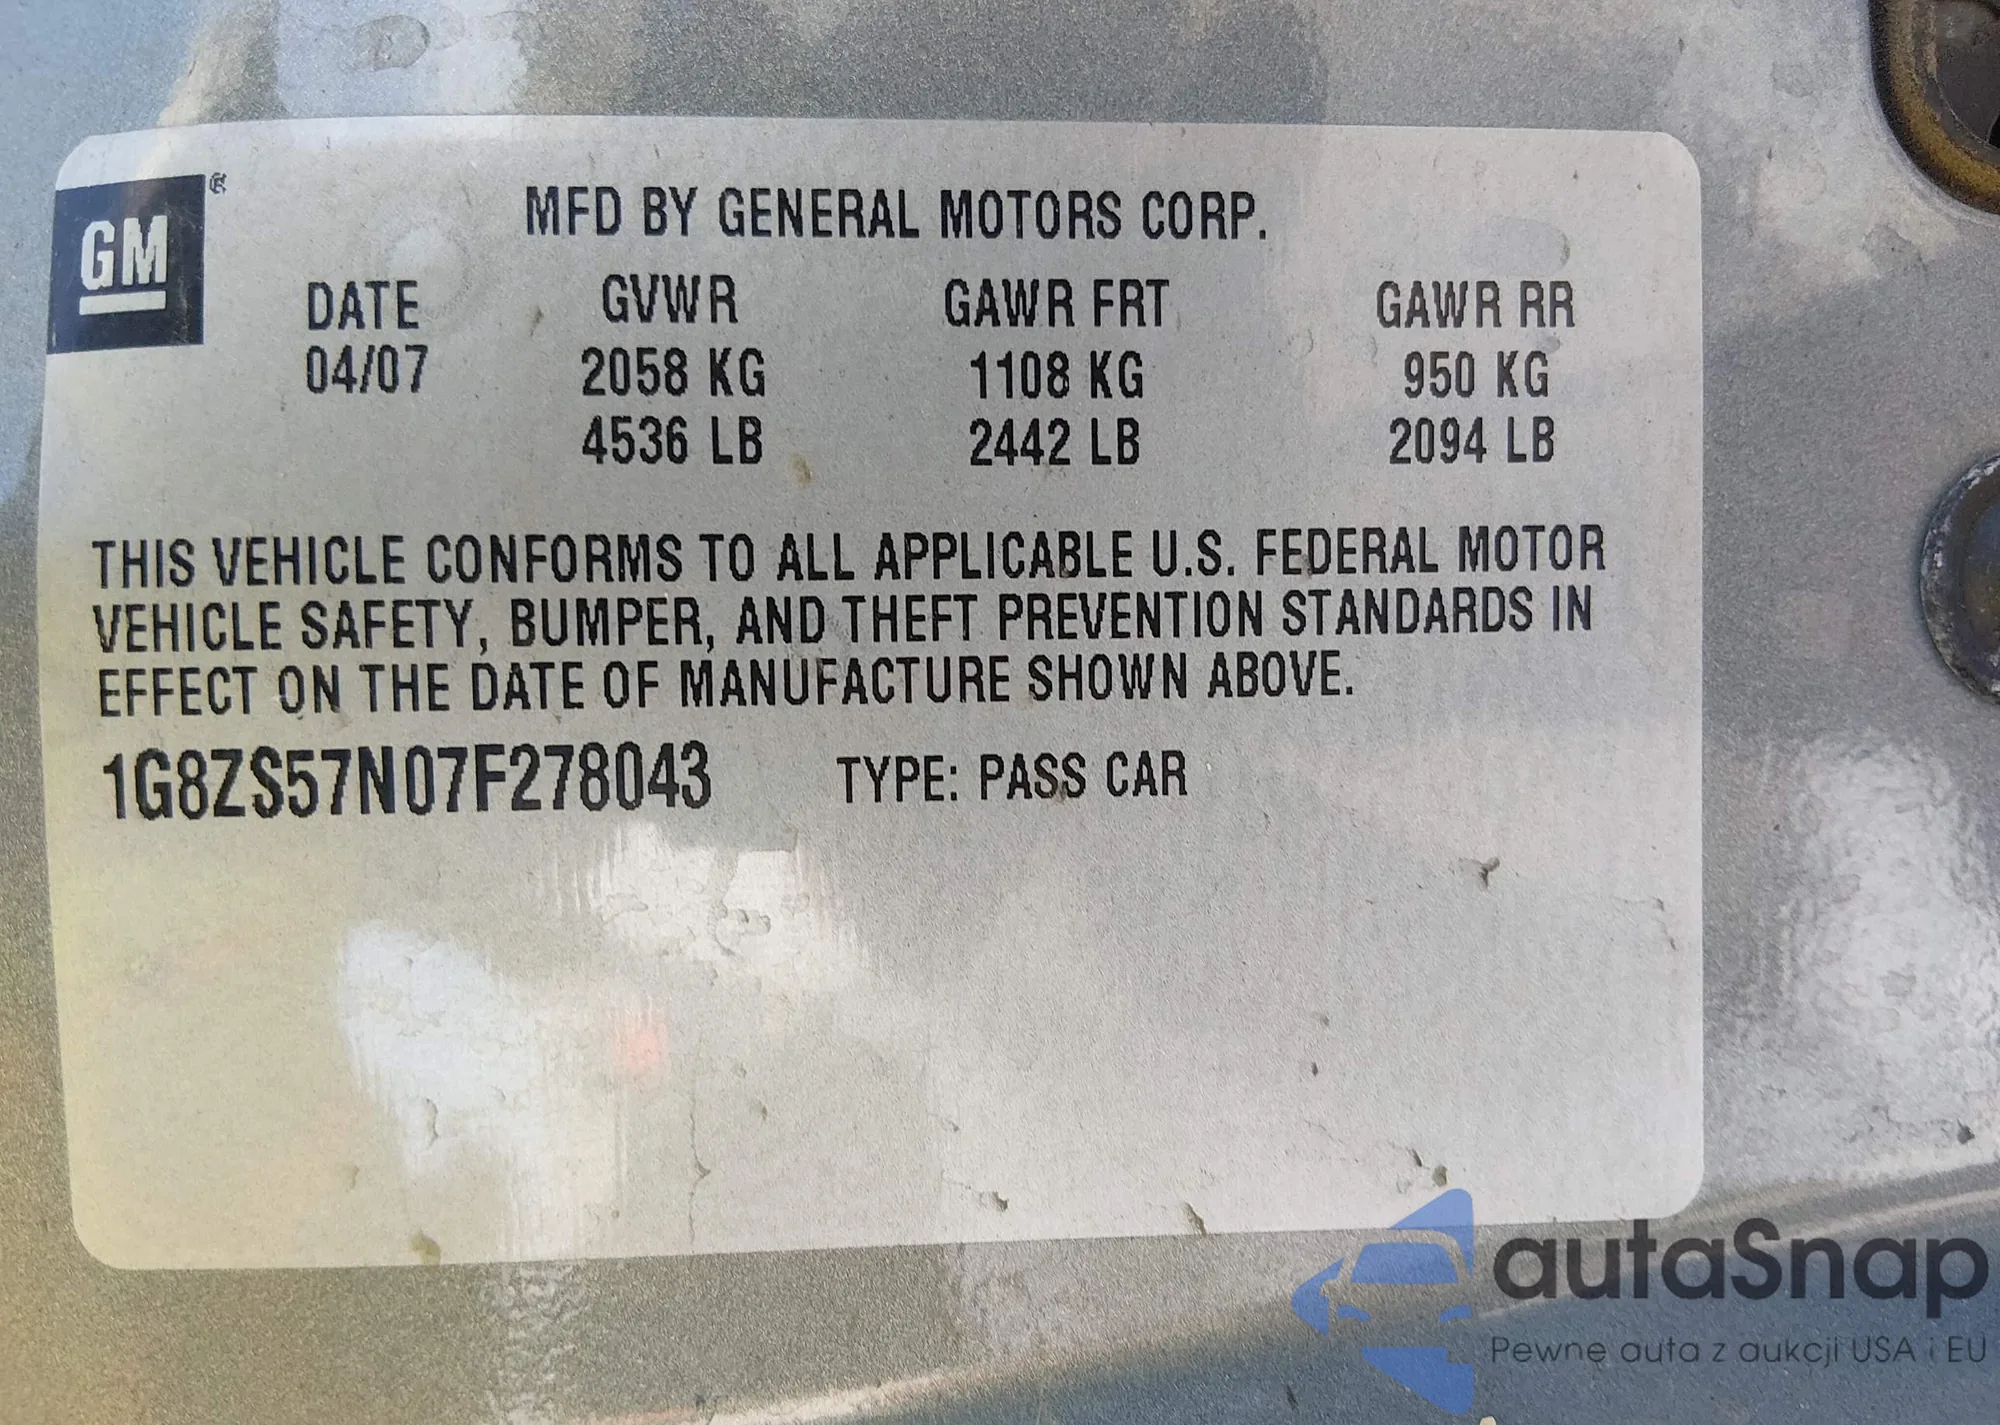 GM
MFD BY GENERAL MOTORS CORP.
DATE GVWR GAWR FRT GAWR RR
04/07 2058 KG 1108 KG 950 KG
4536 LB 2442 LB 2094 LB
THIS VEHICLE CONFORMS TO ALL APPLICABLE U.S. FEDERAL MOTOR
VEHICLE SAFETY, BUMPER, AND THEFT PREVENTION STANDARDS IN
EFFECT ON THE DATE OF MANUFACTURE SHOWN ABOVE.
1G8ZS57N07F278043 TYPE: PASS CAR
autaSnap
Pewne auta z aukcji USA i EU